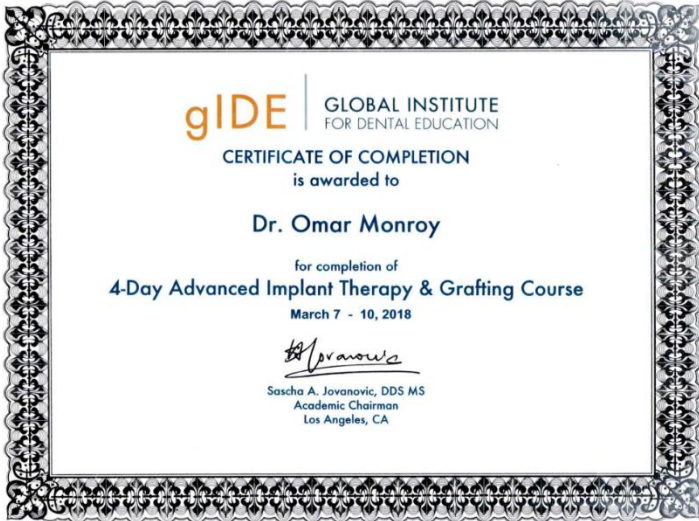 gIDE
GLOBAL INSTITUTE
FOR DENTAL EDUCATION
CERTIFICATE OF COMPLETION
is awarded to
Dr. Omar Monroy
for completion of
4-Day Advanced Implant Therapy & Grafting Course
March 7 - 10, 2018
Sascha A. Jovanovic, DDS MS
Academic Chairman
Los Angeles, CA